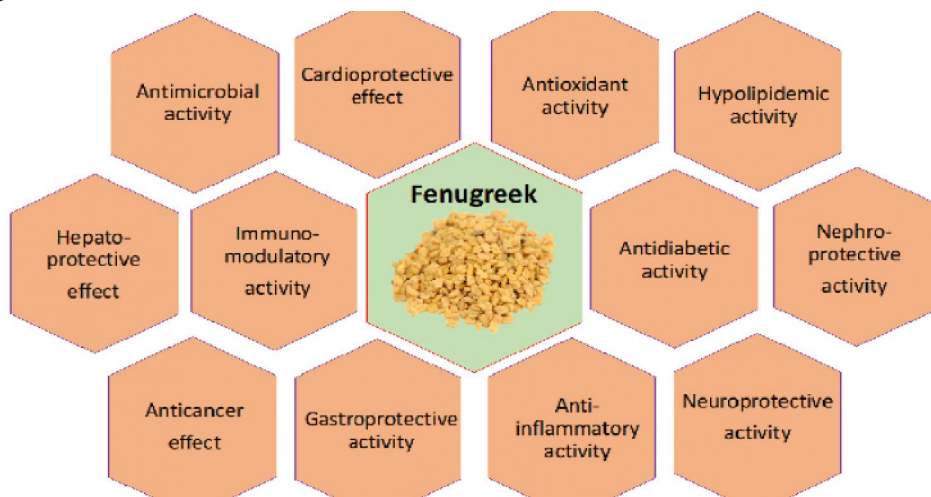 Antimicrobial
activity
Cardioprotective
effect
Antioxidant
activity
Hypolipidemic
activity
Hepato-
protective
effect
Immuno-
modulatory
activity
Fenugreek
Antidiabetic
activity
Nephro-
protective
activity
Anticancer
effect
Gastroprotective
activity
Anti-
inflammatory
activity
Neuroprotective
activity